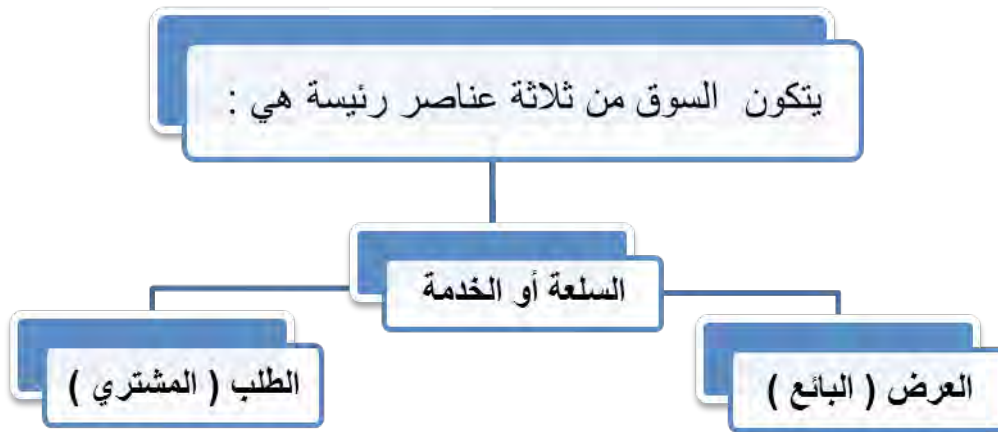 يتكون السوق من ثلاثة عناصر رئيسة هي :
السلعة أو الخدمة
العرض ( البائع )
الطلب ( المشتري )